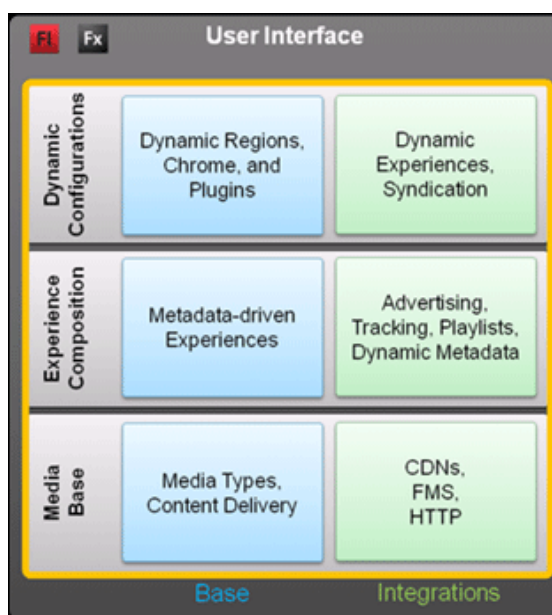 Fl
Fx
User Interface
Dynamic
Configurations
Dynamic Regions,
Chrome, and
Plugins
Dynamic
Experiences,
Syndication
Experience
Composition
Metadata-driven
Experiences
Advertising,
Tracking, Playlists,
Dynamic Metadata
Media
Base
Media Types,
Content Delivery
CDNs,
FMS,
HTTP
Base
Integrations